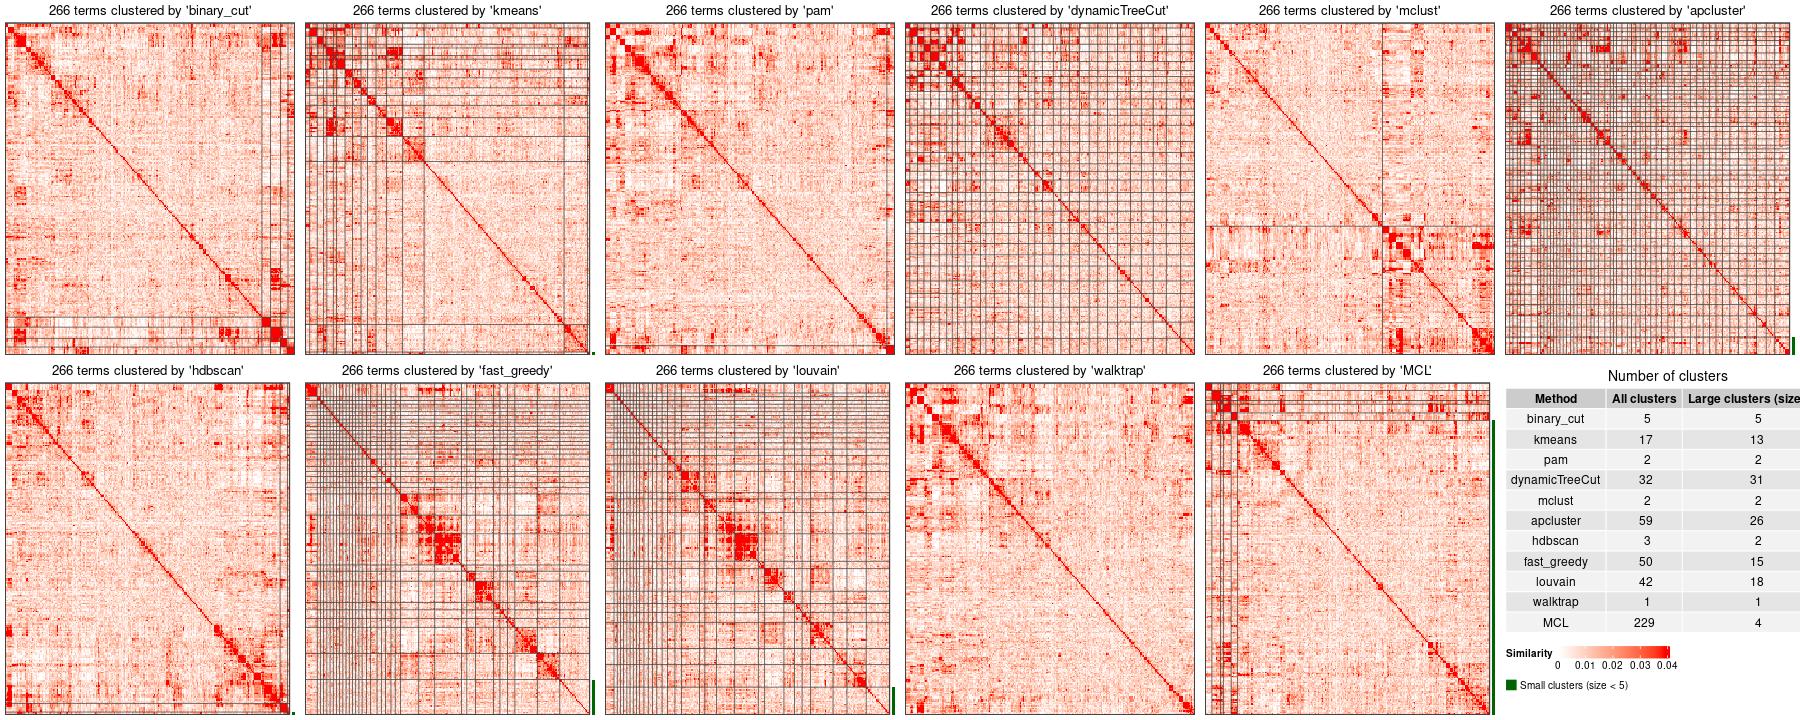 266 terms clustered by 'binary_cut'
266 terms clustered by 'kmeans'
266 terms clustered by 'pam'
266 terms clustered by 'dynamicTreeCut'
266 terms clustered by 'mclust'
266 terms clustered by 'apcluster'
266 terms clustered by 'hdbscan'
266 terms clustered by 'fast_greedy'
266 terms clustered by 'louvain'
266 terms clustered by 'walktrap'
266 terms clustered by 'MCL'
Number of clusters
Method All clusters Large clusters (size
binary_cut 5 5
kmeans 17 13
pam 2 2
dynamicTreeCut 32 31
mclust 2 2
apcluster 59 26
hdbscan 3 2
fast_greedy 50 15
louvain 42 18
walktrap 1 1
MCL 229 4
Similarity
0 0.01 0.02 0.03 0.04
Small clusters (size < 5)